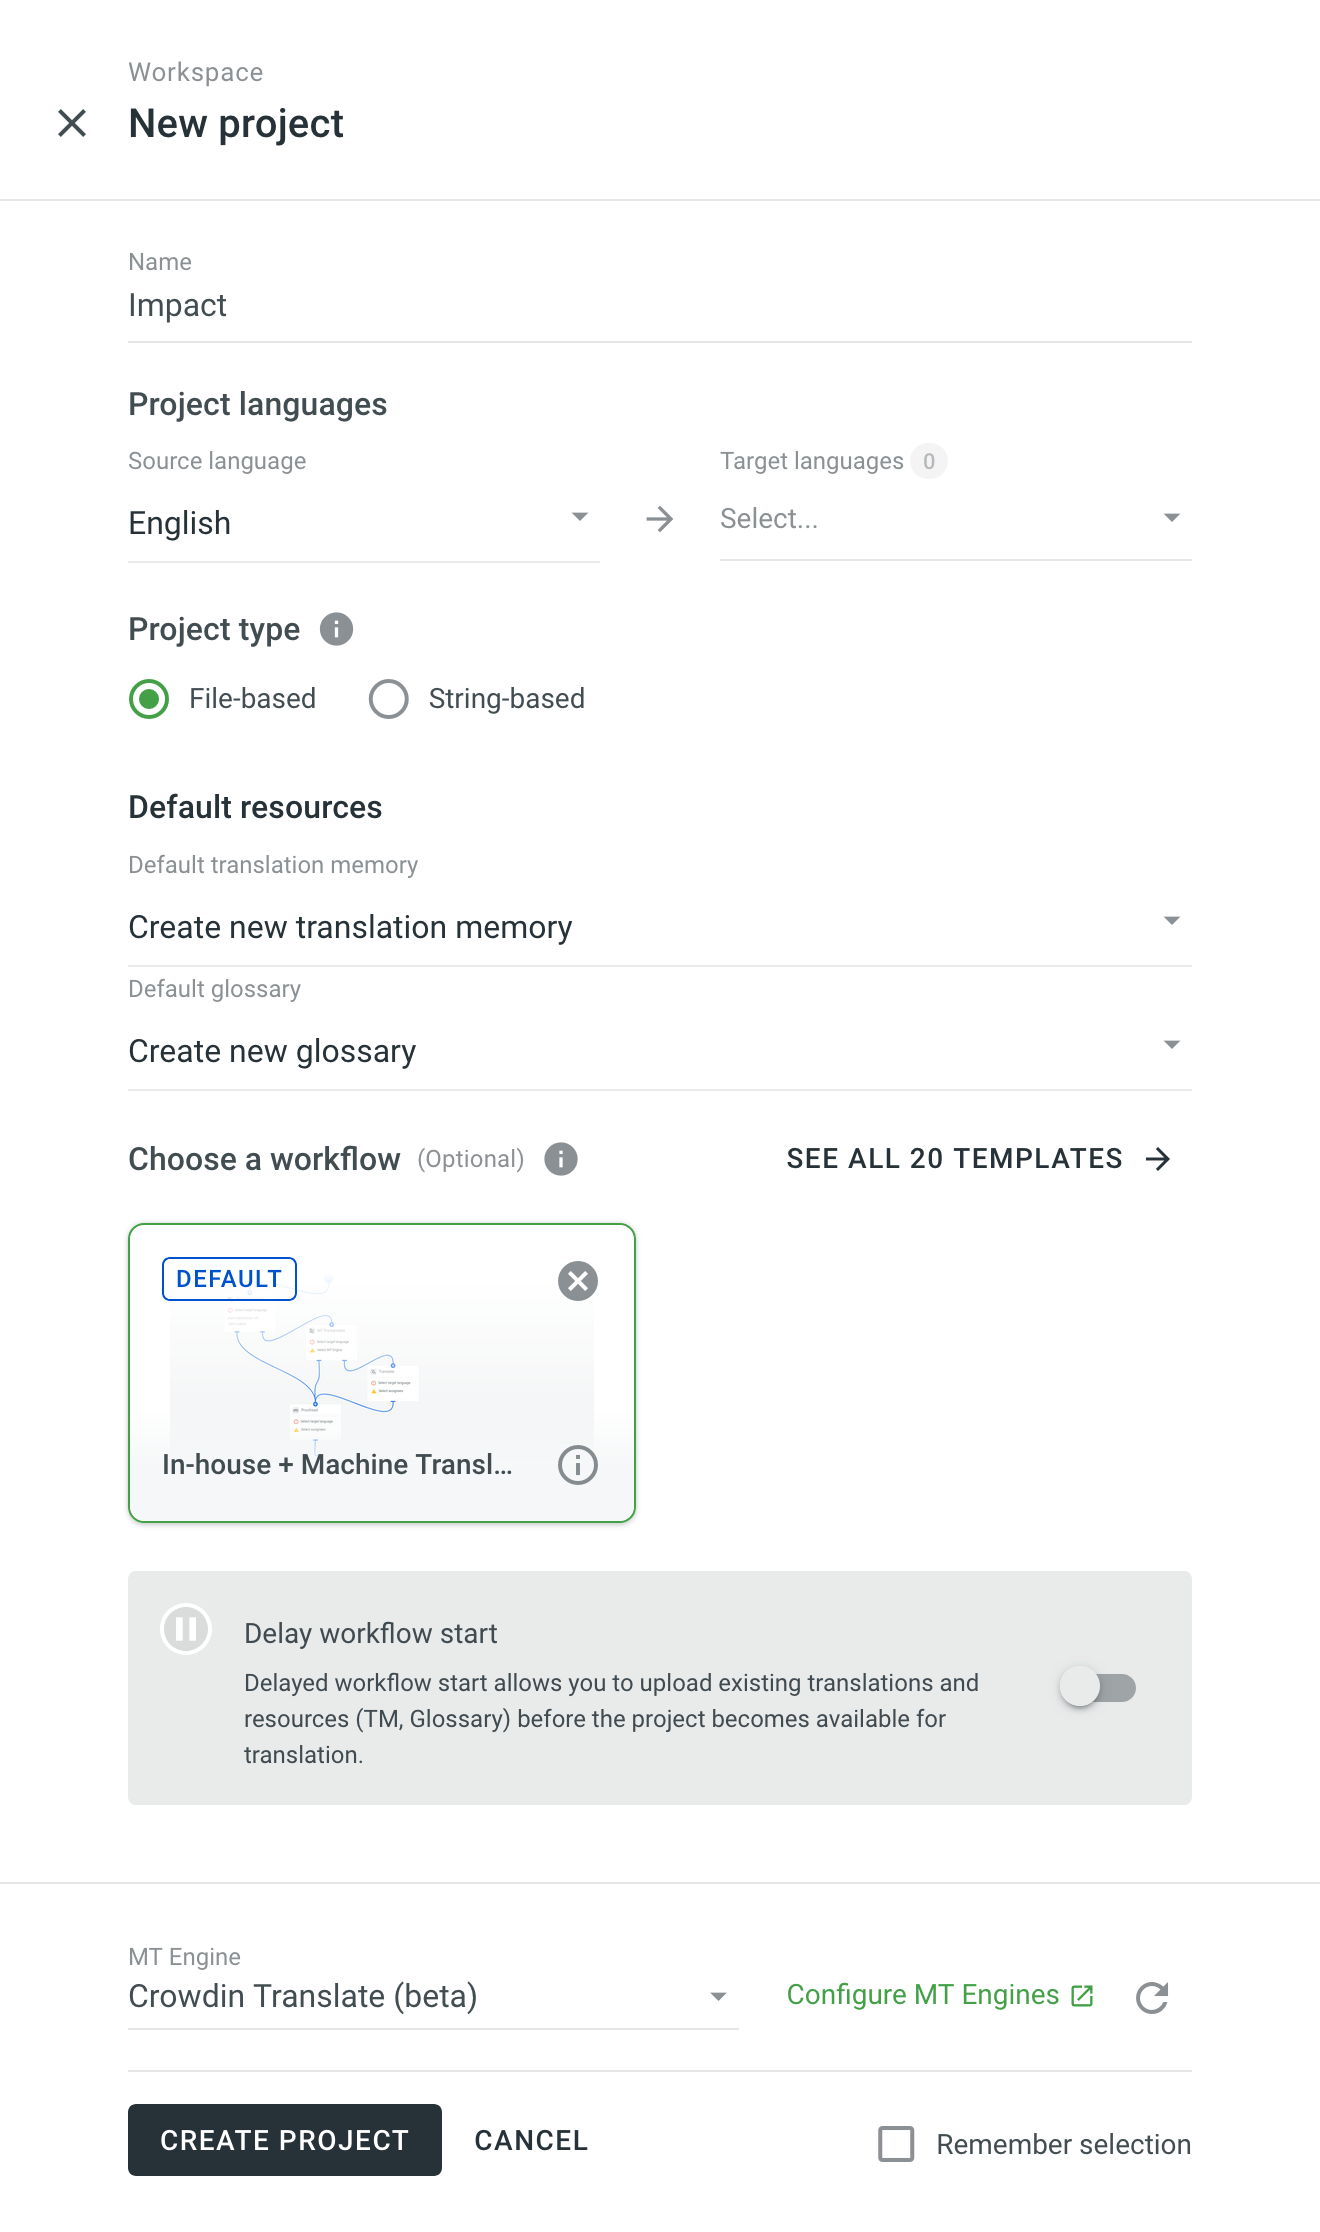 Workspace
New project
Name
Impact
Project languages
Source language
Target languages 0
English
Select...
Project type
File-based
String-based
Default resources
Default translation memory
Create new translation memory
Default glossary
Create new glossary
Choose a workflow (Optional)
SEE ALL 20 TEMPLATES
DEFAULT
In-house + Machine Transl...
Delay workflow start
Delayed workflow start allows you to upload existing translations and
resources (TM, Glossary) before the project becomes available for
translation.
MT Engine
Crowdin Translate (beta)
Configure MT Engines
CREATE PROJECT
CANCEL
Remember selection